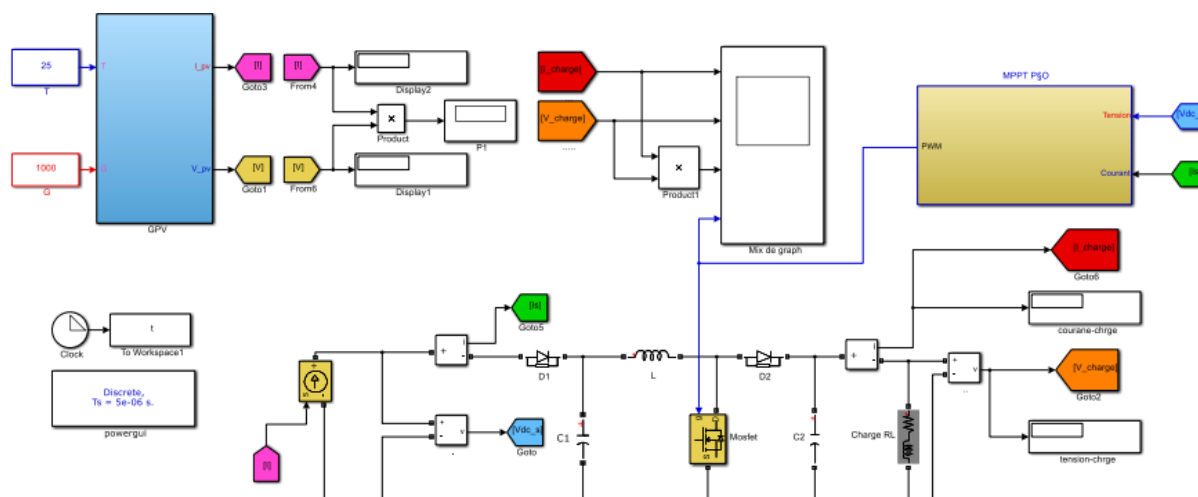 25
T
T
1000
G
G
I_pv
V_pv
GPV
[I]
Goto3
[V]
Goto1
[I]
From4
[V]
From6
Display2
×
Product
P1
Display1
[I_charge]
[V_charge]
.....
×
Product1
Mix de graph
MPPT P§O
PWM
Tension
Courant
[Vdc_
[Is
[I_charge]
Goto6
courane-chrge
[V_charge]
Goto2
tension-chrge
Clock
t
To Workspace1
Discrete,
Ts = 5e-06 s.
powergui
[I]
+
-
s
+
-
i
[Is]
Goto5
+
-
v
.
[Vdc_s]
Goto
D1
+
C1
L
D2
g
D
S
Mosfet
+
C2
+
-
i
Charge RL
+
-
v
..